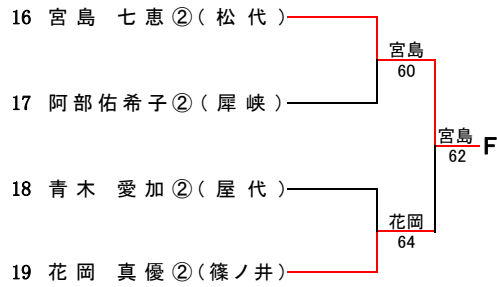 16 宮島 七恵②(松代)
宮島
60
17 阿部佑希子②(犀峡)
宮島
62
F
18 青木 愛加②(屋代)
花岡
64
19 花岡 真優②(篠ノ井)